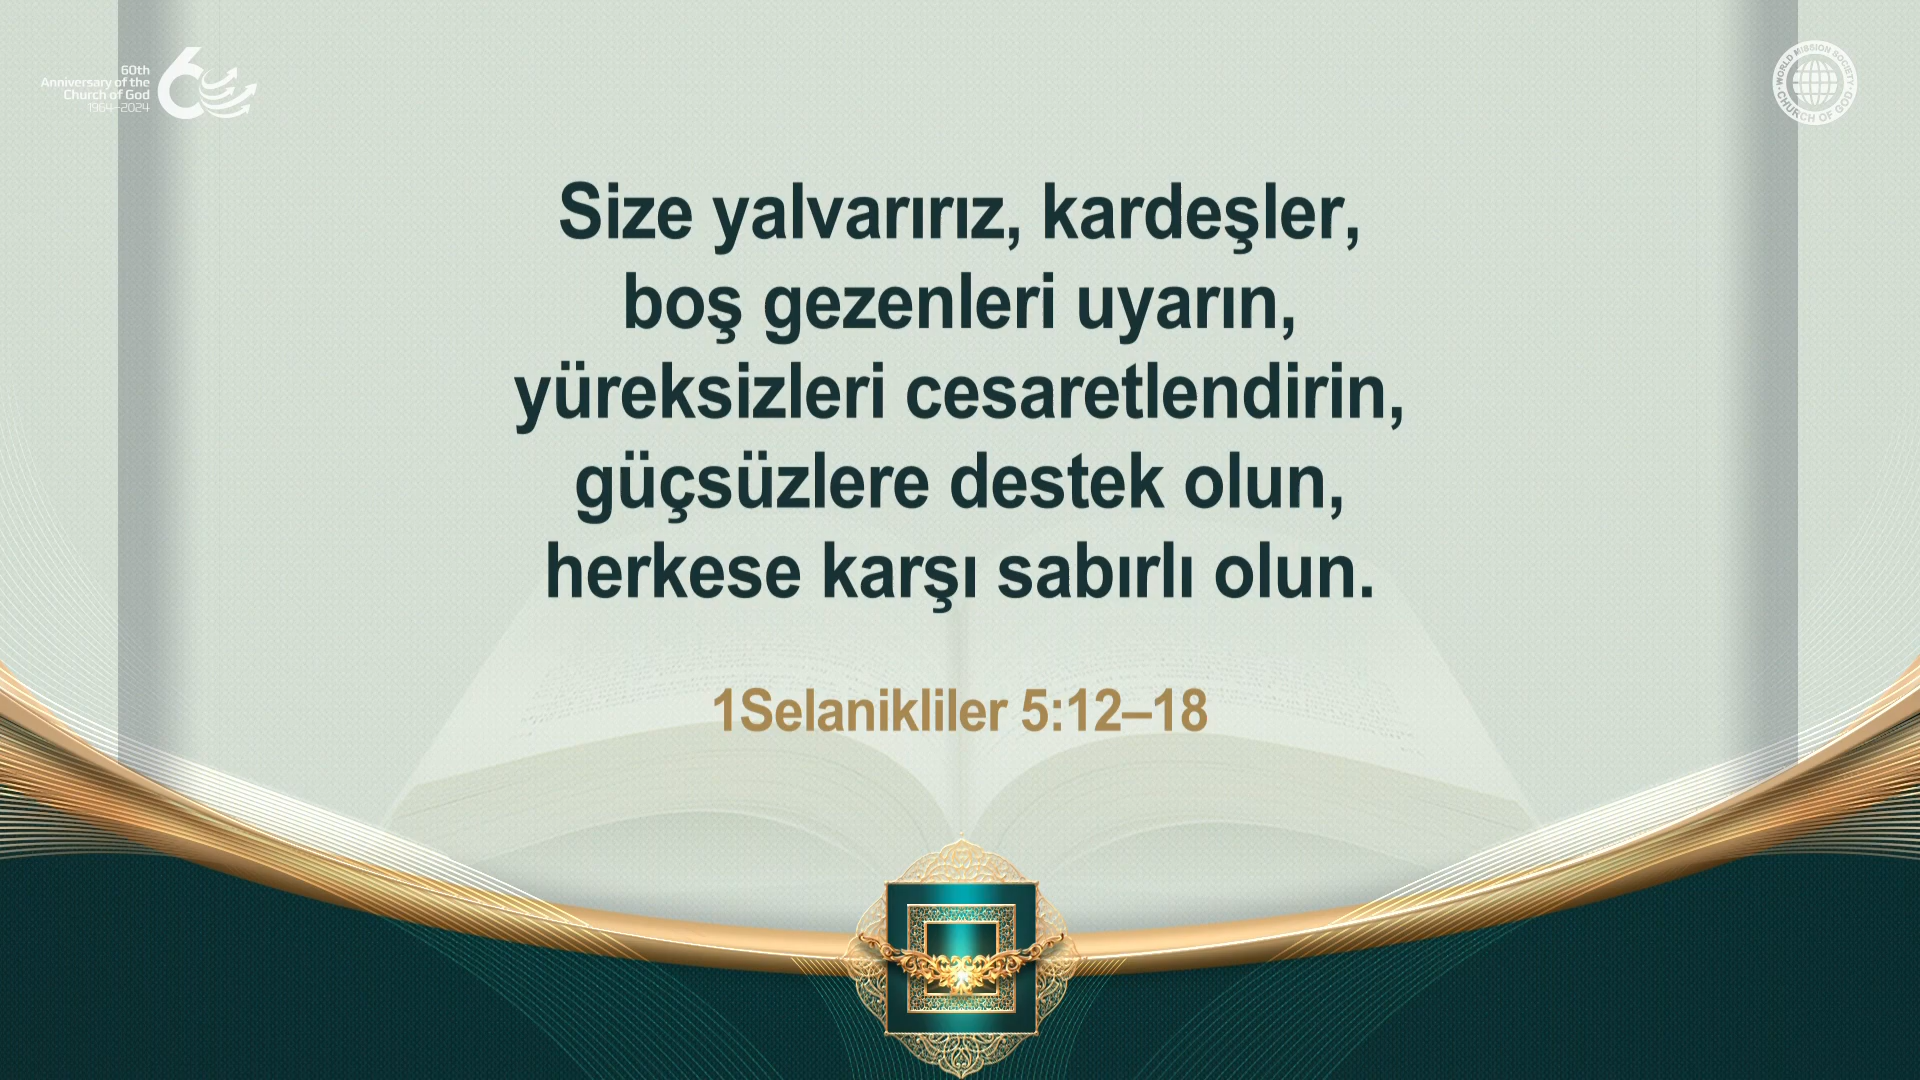 60th
Anniversary of the
Church of God
1964–2024
WORLD MISSION SOCIETY
CHURCH OF GOD
Size yalvarırız, kardeşler,
boş gezenleri uyarın,
yüreksizleri cesaretlendirin,
güçsüzlere destek olun,
herkese karşı sabırlı olun.
1Selanikliler 5:12–18